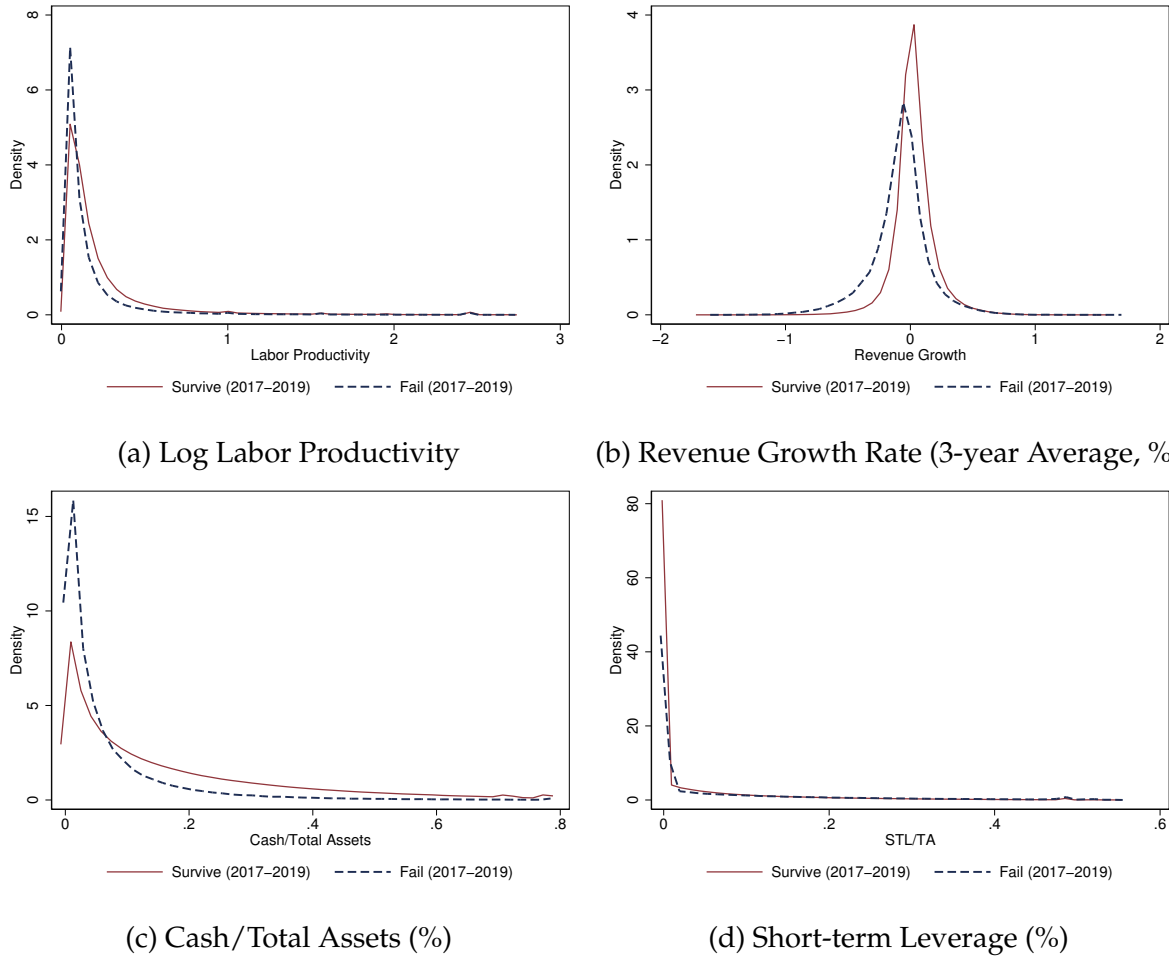 8
6
4
2
0
Density
0
1
2
3
Labor Productivity
Survive (2017−2019)
Fail (2017−2019)
(a) Log Labor Productivity
4
3
2
1
0
Density
−2
−1
0
1
2
Revenue Growth
Survive (2017−2019)
Fail (2017−2019)
(b) Revenue Growth Rate (3-year Average, %
15
10
5
0
Density
0
.2
.4
.6
.8
Cash/Total Assets
Survive (2017−2019)
Fail (2017−2019)
(c) Cash/Total Assets (%)
80
60
40
20
0
Density
0
.2
.4
.6
STL/TA
Survive (2017−2019)
Fail (2017−2019)
(d) Short-term Leverage (%)